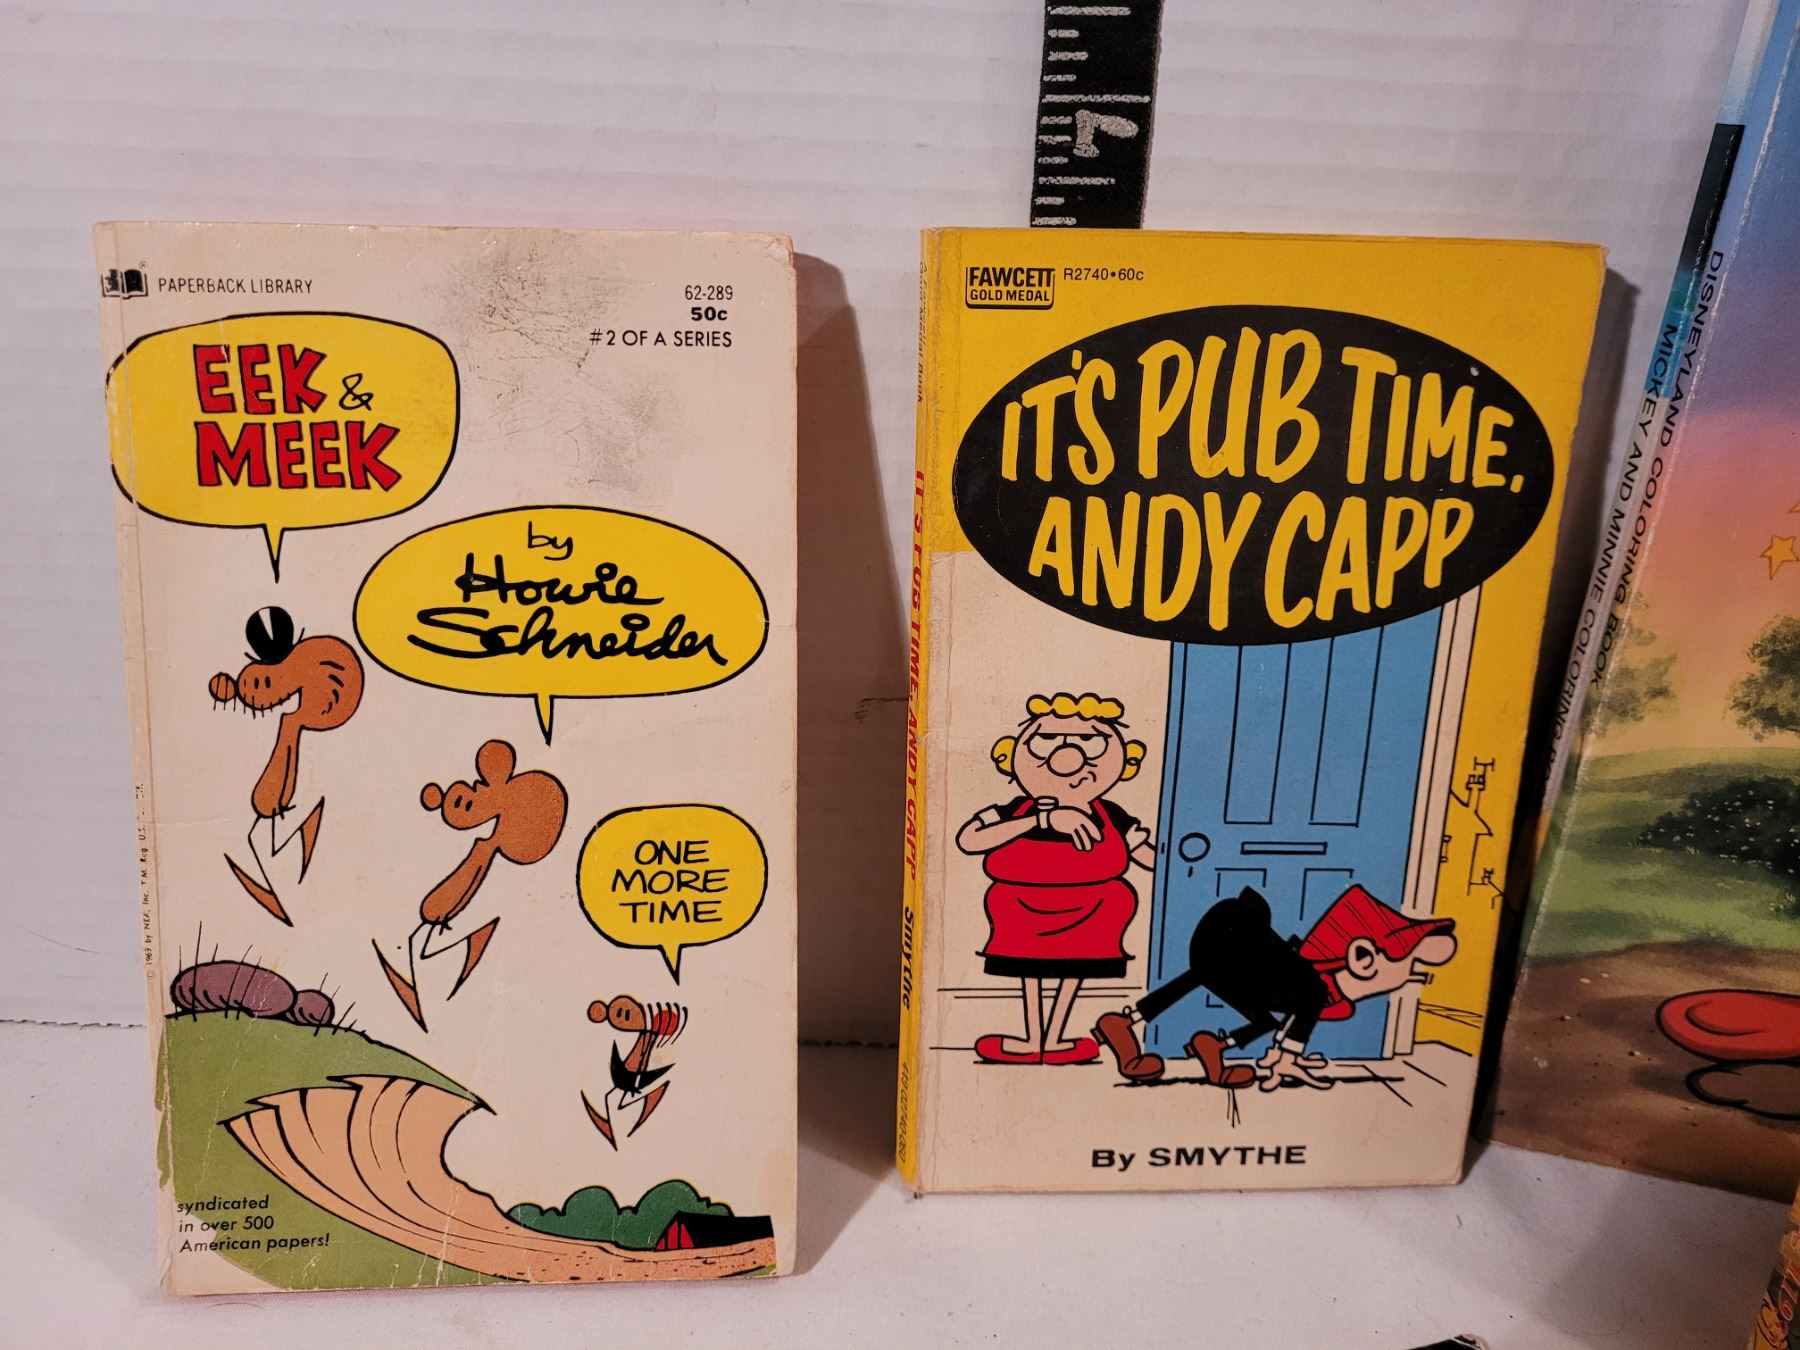 PAPERBACK LIBRARY
62-289
50c
#2 OF A SERIES
EEK &
MEEK
by
Howie
Schneider
ONE
MORE
TIME
syndicated
in over 500
American papers!
FAWCETT
GOLD MEDAL
R2740•60c
IT'S PUB TIME,
ANDY CAPP
By SMYTHE
IT'S PUB TIME, ANDY CAPP Smythe
DISNEYLAND COLORING BOOK
MICKEY AND MINNIE COLORING